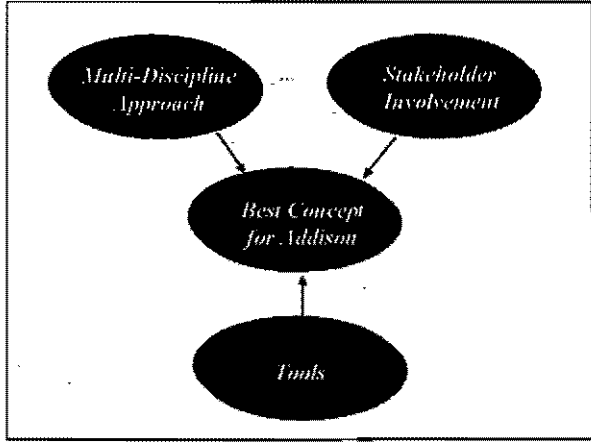 Multi-Discipline
Approach
Stakeholder
Involvement
Best Concept
for Addison
Tools